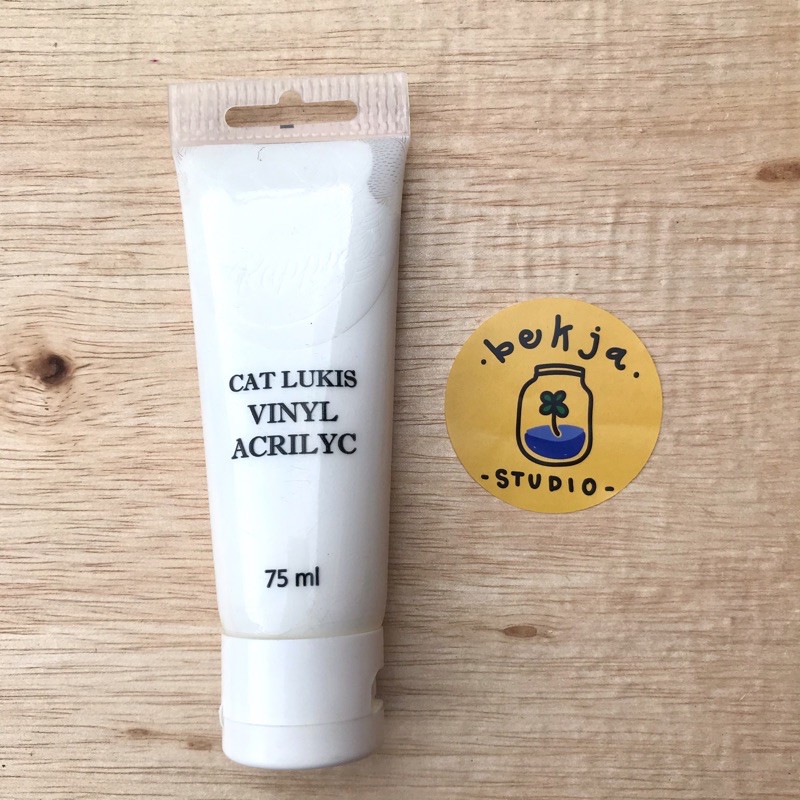 CAT LUKIS
VINYL
ACRILYC
75 ml
bekja.
-STUDIO-